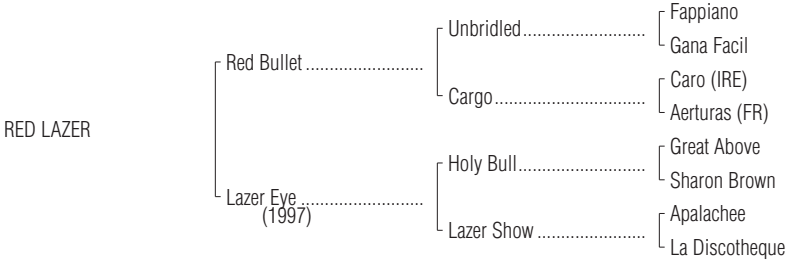 Fappiano
Unbridled
Gana Facil
Red Bullet
Caro (IRE)
Cargo
Aerturas (FR)
RED LAZER
Great Above
Holy Bull
Sharon Brown
Lazer Eye
(1997)
Apalachee
Lazer Show
La Discotheque